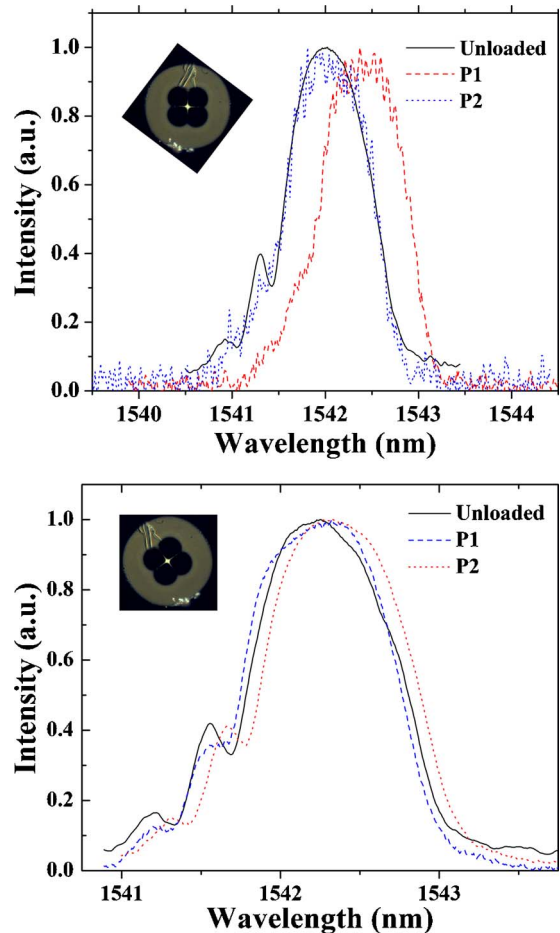 Intensity (a.u.)
1.0
0.8
0.6
0.4
0.2
0.0
Unloaded
P1
P2
1540 1541 1542 1543 1544
Wavelength (nm)
Intensity (a.u.)
1.0
0.8
0.6
0.4
0.2
0.0
Unloaded
P1
P2
1541 1542 1543
Wavelength (nm)